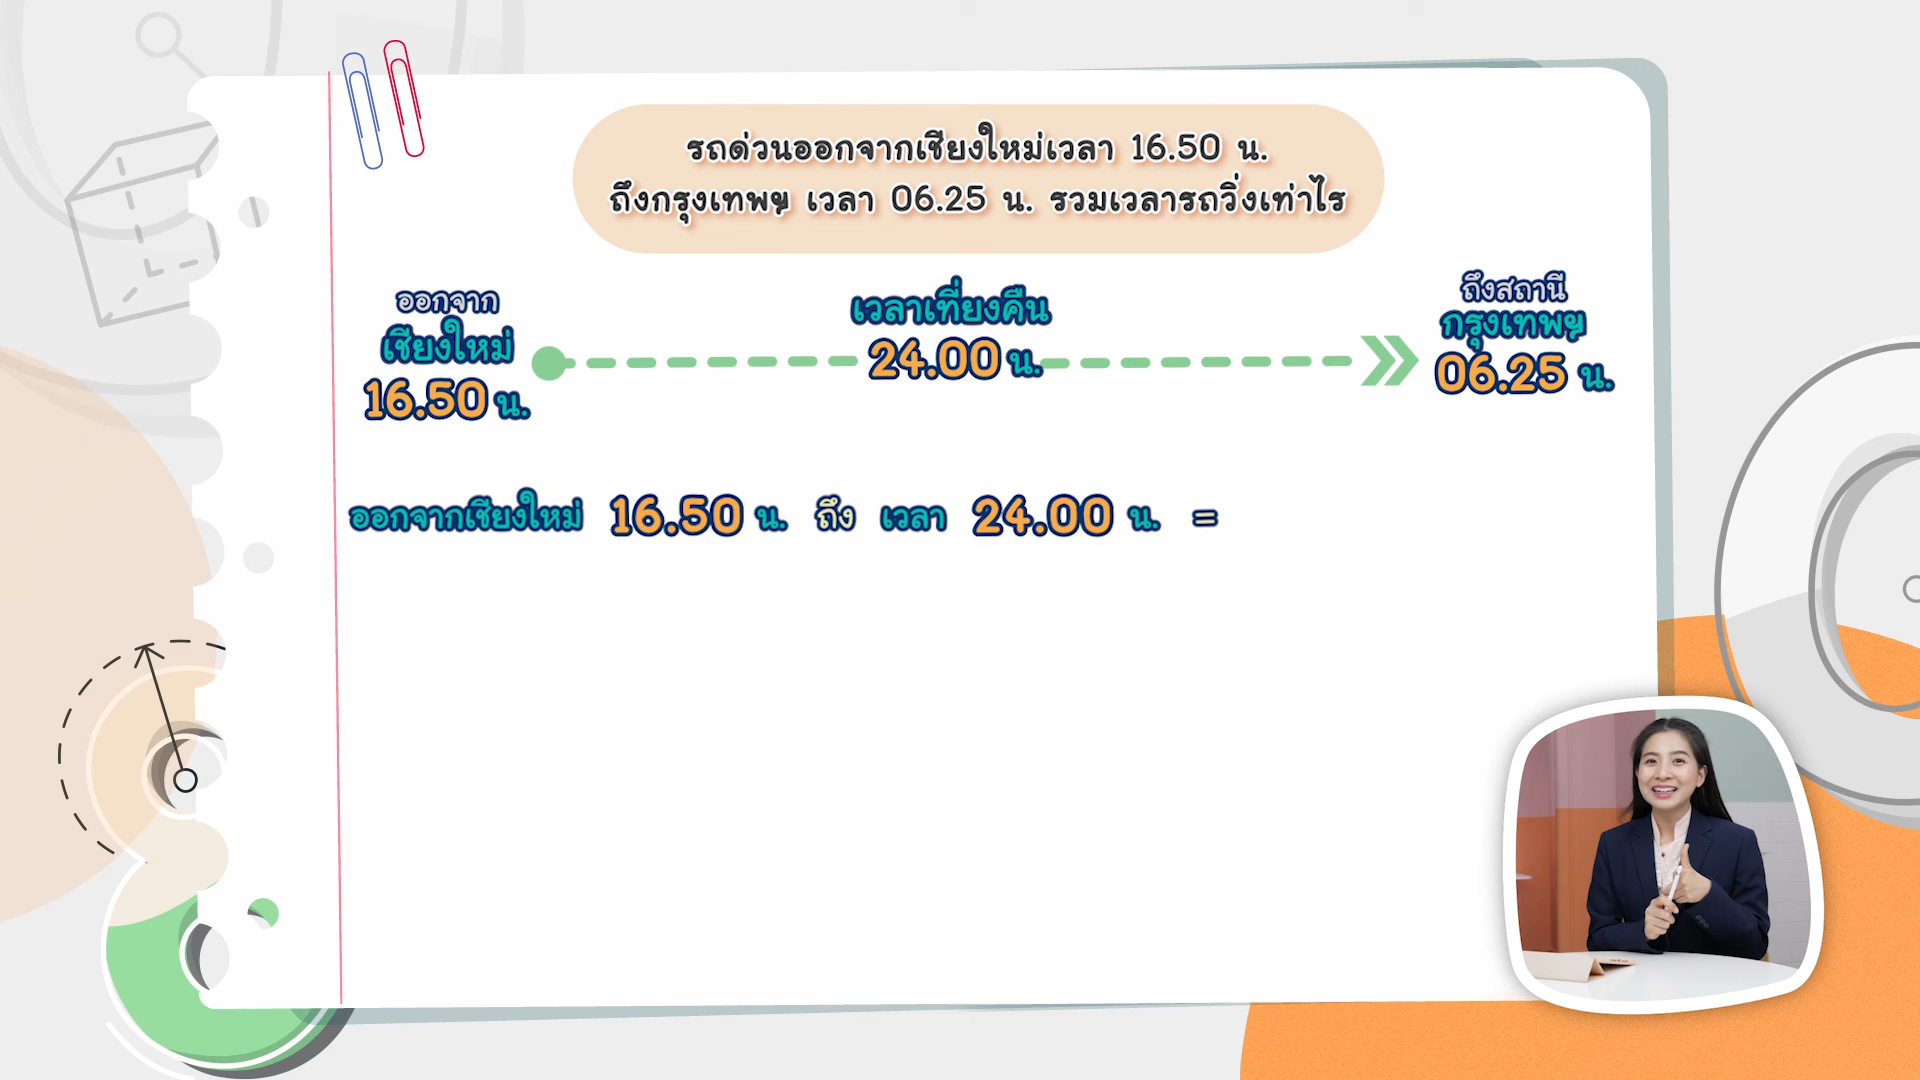 รถด่วนออกจากเชียงใหม่เวลา 16.50 น.
ถึงกรุงเทพฯ เวลา 06.25 น. รวมเวลารถวิ่งเท่าไร
ออกจาก
เชียงใหม่
16.50 น.
เวลาเที่ยงคืน
24.00 น.
ถึงสถานี
กรุงเทพฯ
06.25 น.
ออกจากเชียงใหม่ 16.50 น. ถึง เวลา 24.00 น. =